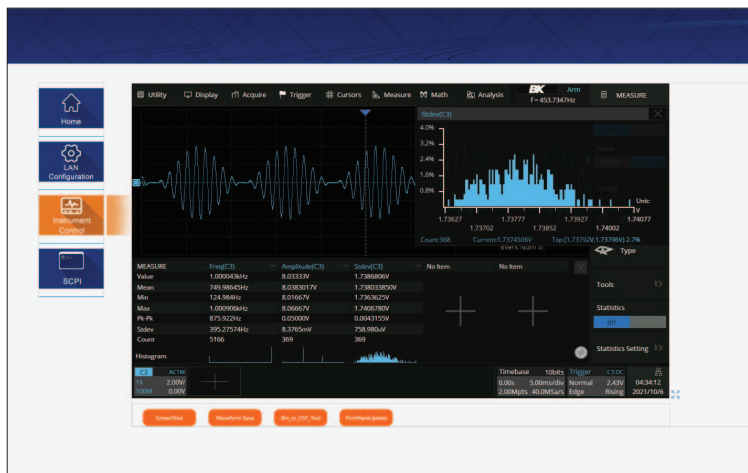 Home
LAN
Configuration
Instrument
Control
SCPI
Utility Display Acquire Trigger Cursors Measure Math Analysis BK Arm MEASURE
f = 453.7347Hz
Stdev(C3)
4.0%
3.2%
2.4%
1.6%
0.8%
Unic:
V
1.73627 1.73777 1.73927 1.74077
1.73702 1.73852 1.74002
Count:368 Current:1.7374506V Top:[1.73792V,1.73796V) 2.7%
Type
MEASURE Freq(C3) Amplitude(C3) Stdev(C3) No Item No Item
Value 1.000043kHz 8.03333V 1.7386806V
Mean 749.98645Hz 8.0383017V 1.738033850V
Min 124.984Hz 8.01667V 1.7363625V
Max 1.000906kHz 8.06667V 1.7406780V
Pk-Pk 875.922Hz 0.05000V 0.0043155V
Stdev 395.27574Hz 8.3765mV 758.980uV
Count 5166 369 369
Histogram
Tools
Statistics
on
Statistics Setting
C3 AC1M
1X 2.00V
100M 0.00V
Timebase 10bits Trigger C3 DC
0.00s 5.00ms/div Normal 2.43V 04:34:12
2.00Mpts 40.0MSa/s Edge Rising 2021/10/6
ScreenShot Waveform Save Bin_to_CSV_Tool FirmWareUpdate